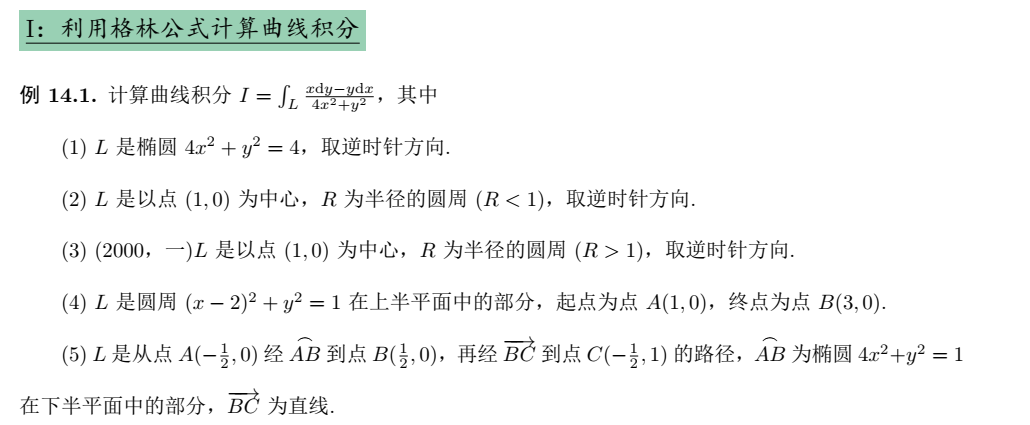 I: 利用格林公式计算曲线积分
例 14.1. 计算曲线积分 $I = \int_L \frac{x\mathrm{d}y - y\mathrm{d}x}{4x^2+y^2}$，其中
(1) $L$ 是椭圆 $4x^2 + y^2 = 4$，取逆时针方向.
(2) $L$ 是以点 $(1, 0)$ 为中心，$R$ 为半径的圆周 $(R < 1)$，取逆时针方向.
(3) (2000，一)$L$ 是以点 $(1, 0)$ 为中心，$R$ 为半径的圆周 $(R > 1)$，取逆时针方向.
(4) $L$ 是圆周 $(x - 2)^2 + y^2 = 1$ 在上半平面中的部分，起点为点 $A(1, 0)$，终点为点 $B(3, 0)$.
(5) $L$ 是从点 $A(-\frac{1}{2}, 0)$ 经 $\overset{\frown}{AB}$ 到点 $B(\frac{1}{2}, 0)$，再经 $\overrightarrow{BC}$ 到点 $C(-\frac{1}{2}, 1)$ 的路径，$\overset{\frown}{AB}$ 为椭圆 $4x^2+y^2 = 1$
在下半平面中的部分，$\overrightarrow{BC}$ 为直线.